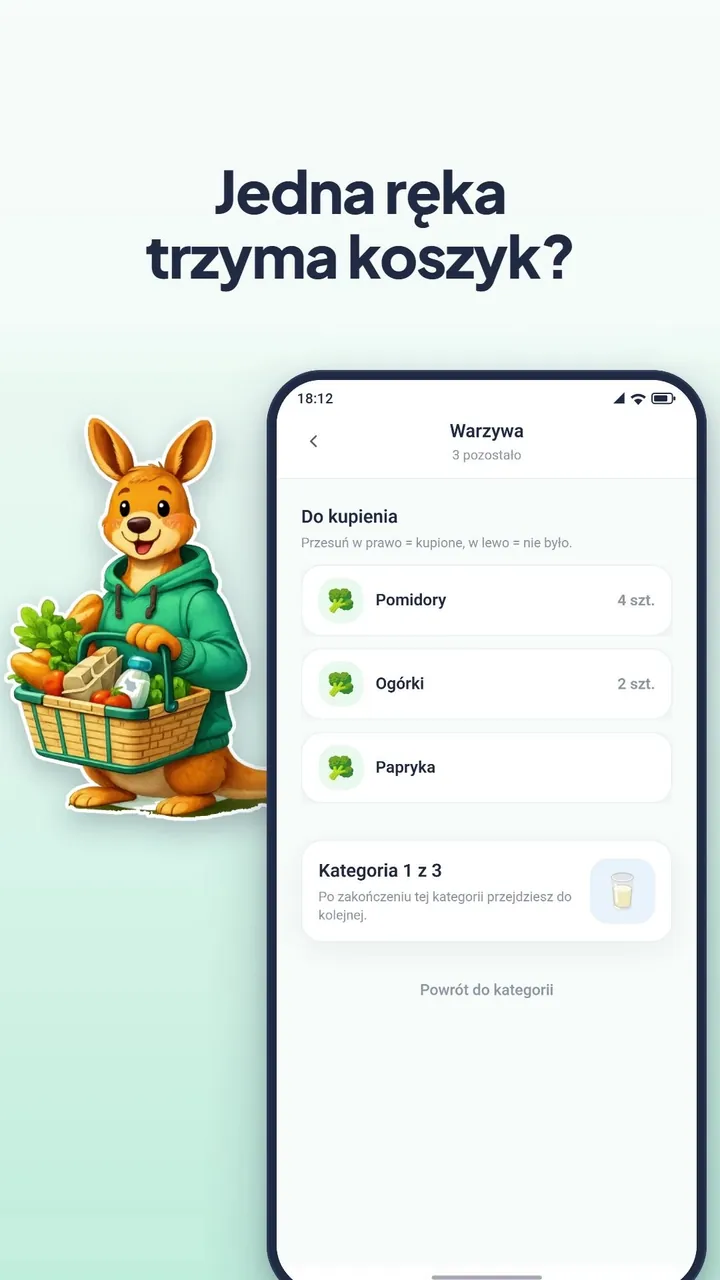 Jedna ręka
trzyma koszyk?
18:12
Warzywa
3 pozostało
Do kupienia
Przesuń w prawo = kupione, w lewo = nie było.
Pomidory 4 szt.
Ogórki 2 szt.
Papryka
Kategoria 1 z 3
Po zakończeniu tej kategorii przejdziesz do
kolejnej.
Powrót do kategorii